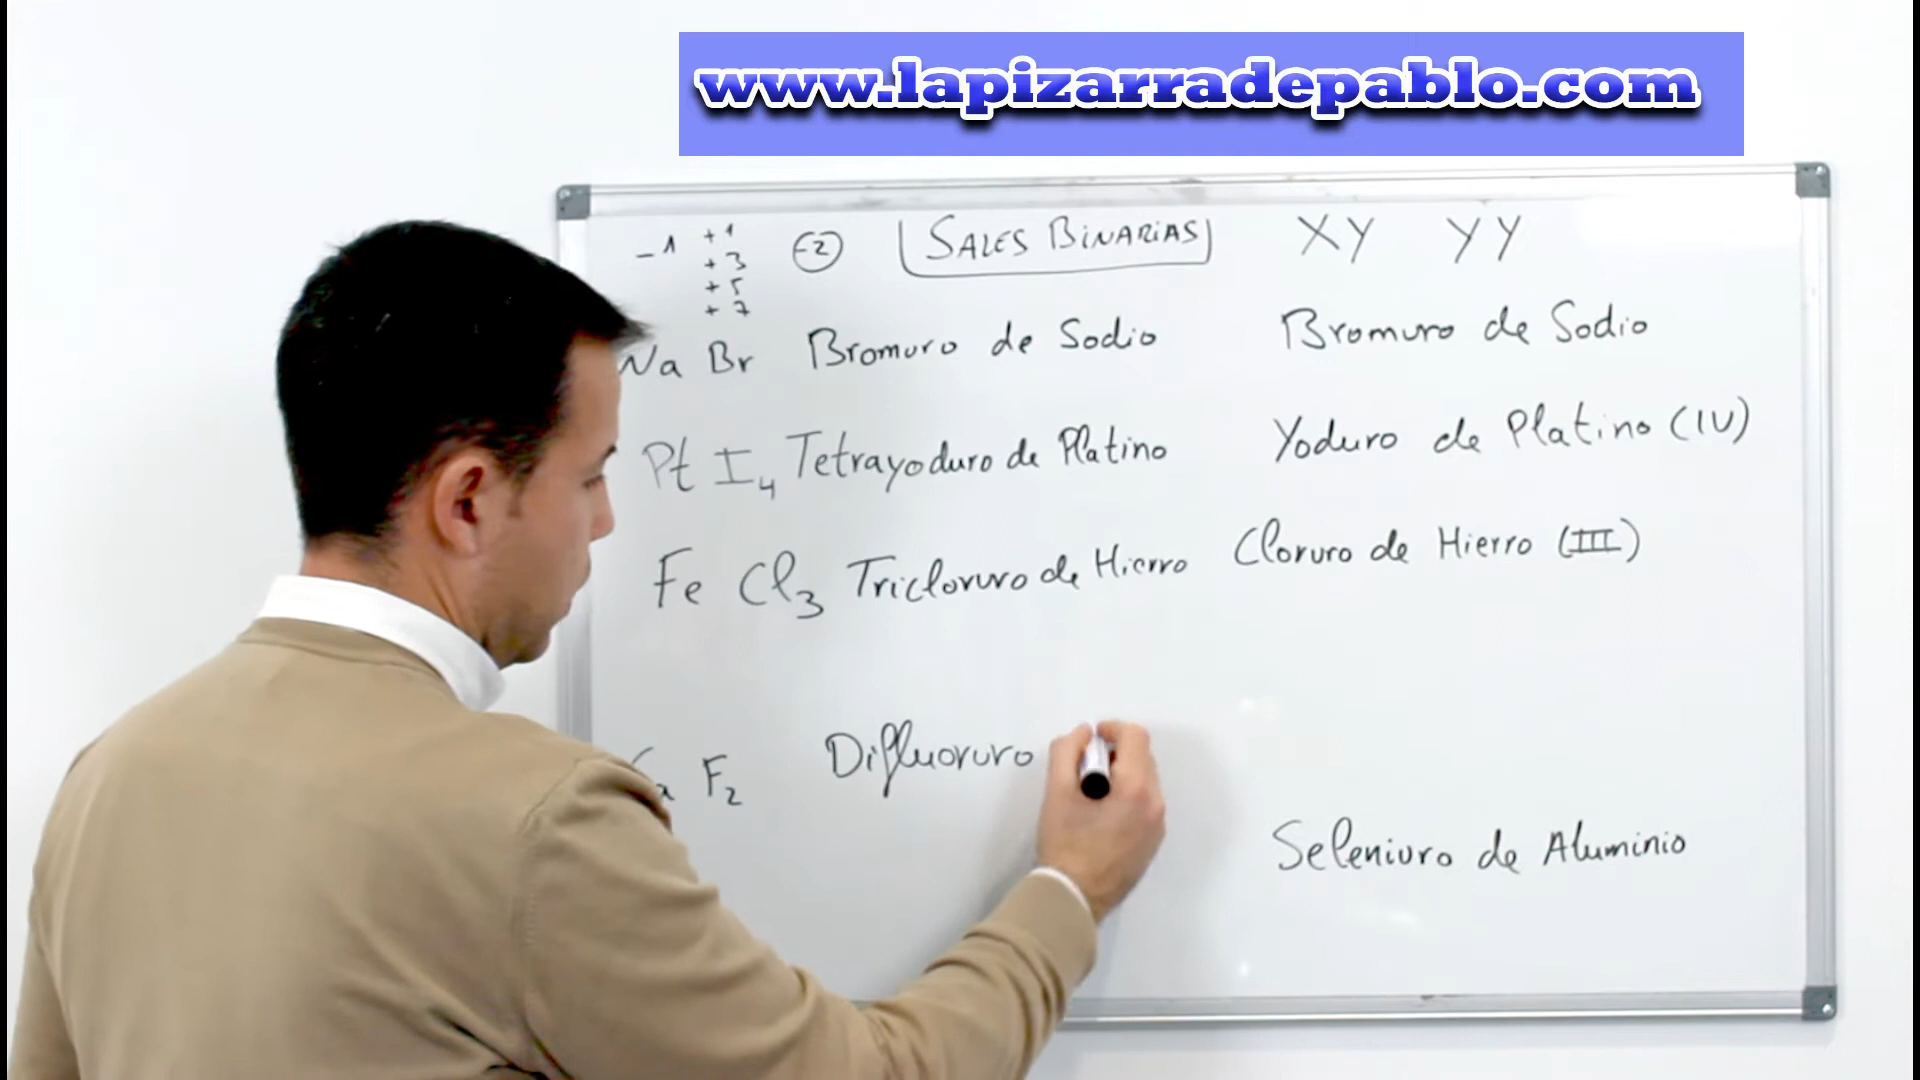 www.lapizarradepablo.com
-1 +1 -2 SALES BINARIAS XY YY
+3
+5
+7
Na Br Bromuro de Sodio Bromuro de Sodio
Pt I4 Tetrayoduro de Platino Yoduro de Platino (IV)
Fe Cl3 Tricloruro de Hierro Cloruro de Hierro (III)
F2 Difluoruro
Seleniuro de Aluminio